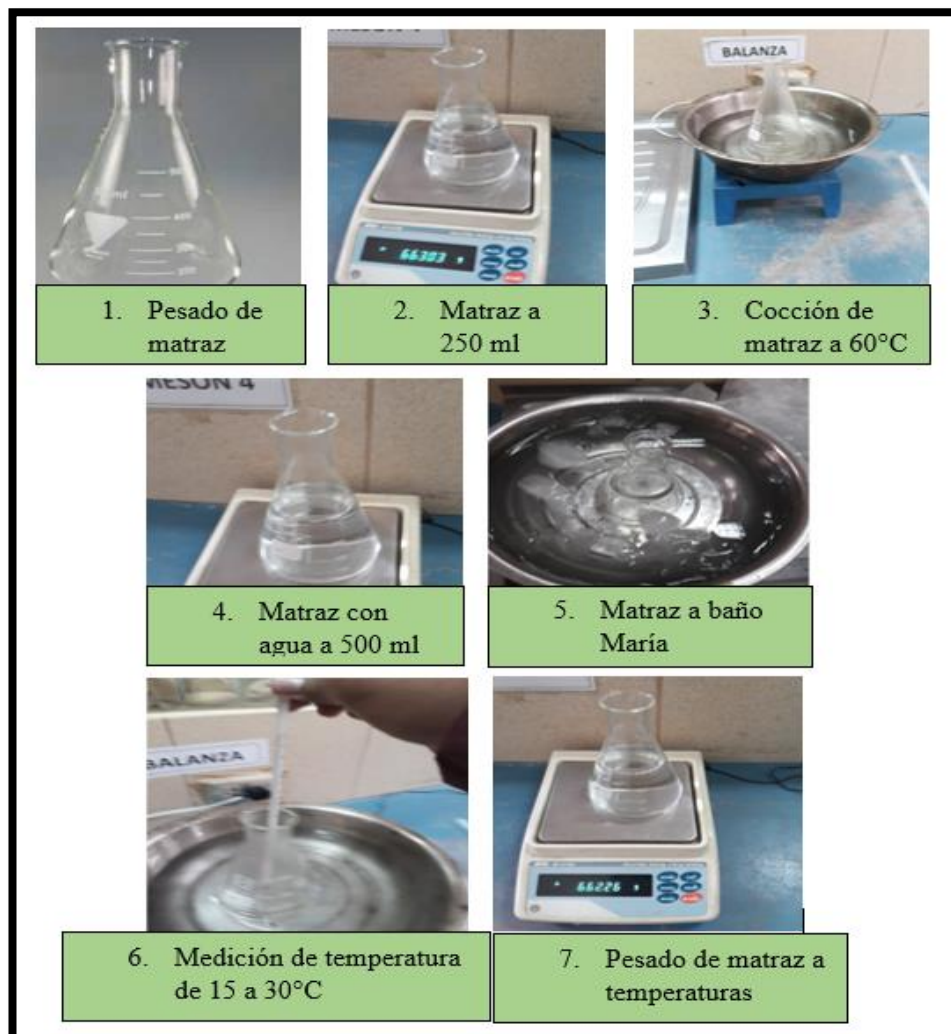 MESON 4
BALANZA
66303
1. Pesado de
matraz
2. Matraz a
250 ml
3. Cocción de
matraz a 60°C
MESON 4
4. Matraz con
agua a 500 ml
5. Matraz a baño
María
BALANZA
66226
6. Medición de temperatura
de 15 a 30°C
7. Pesado de matraz a
temperaturas